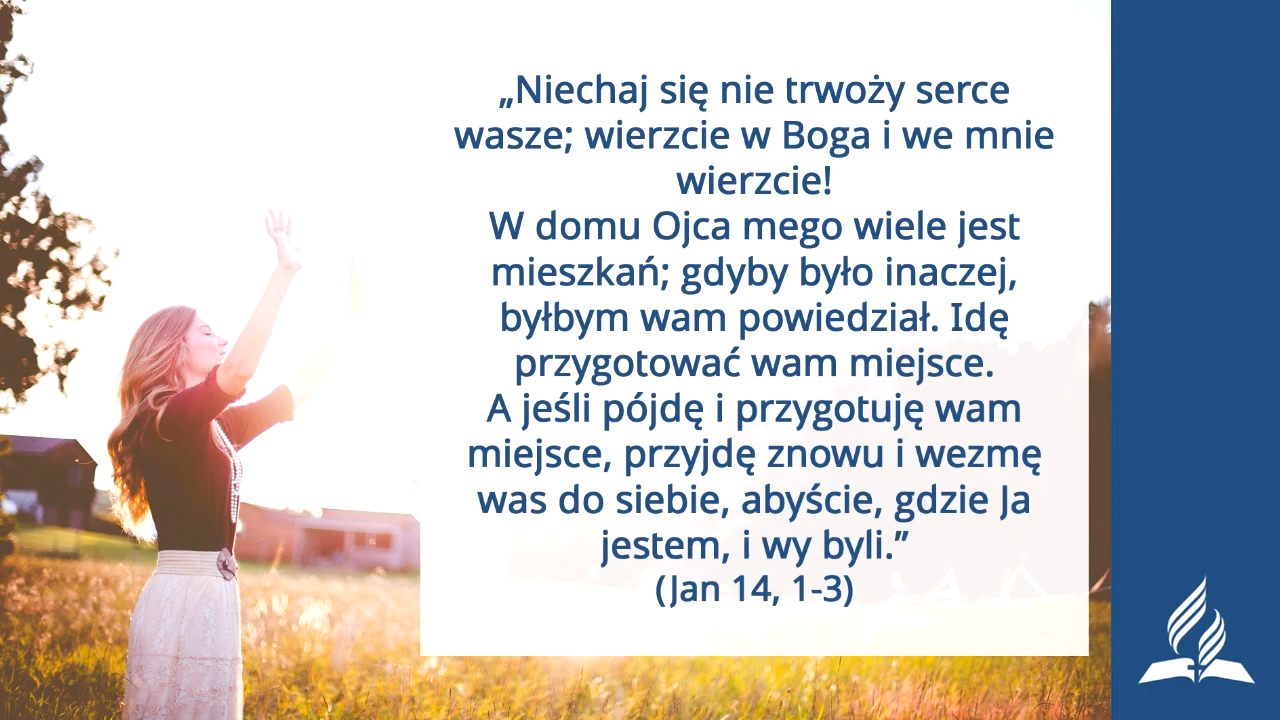 „Niechaj się nie trwoży serce
wasze; wierzcie w Boga i we mnie
wierzcie!
W domu Ojca mego wiele jest
mieszkań; gdyby było inaczej,
byłbym wam powiedział. Idę
przygotować wam miejsce.
A jeśli pójdę i przygotuję wam
miejsce, przyjdę znowu i wezmę
was do siebie, abyście, gdzie Ja
jestem, i wy byli.”
(Jan 14, 1-3)